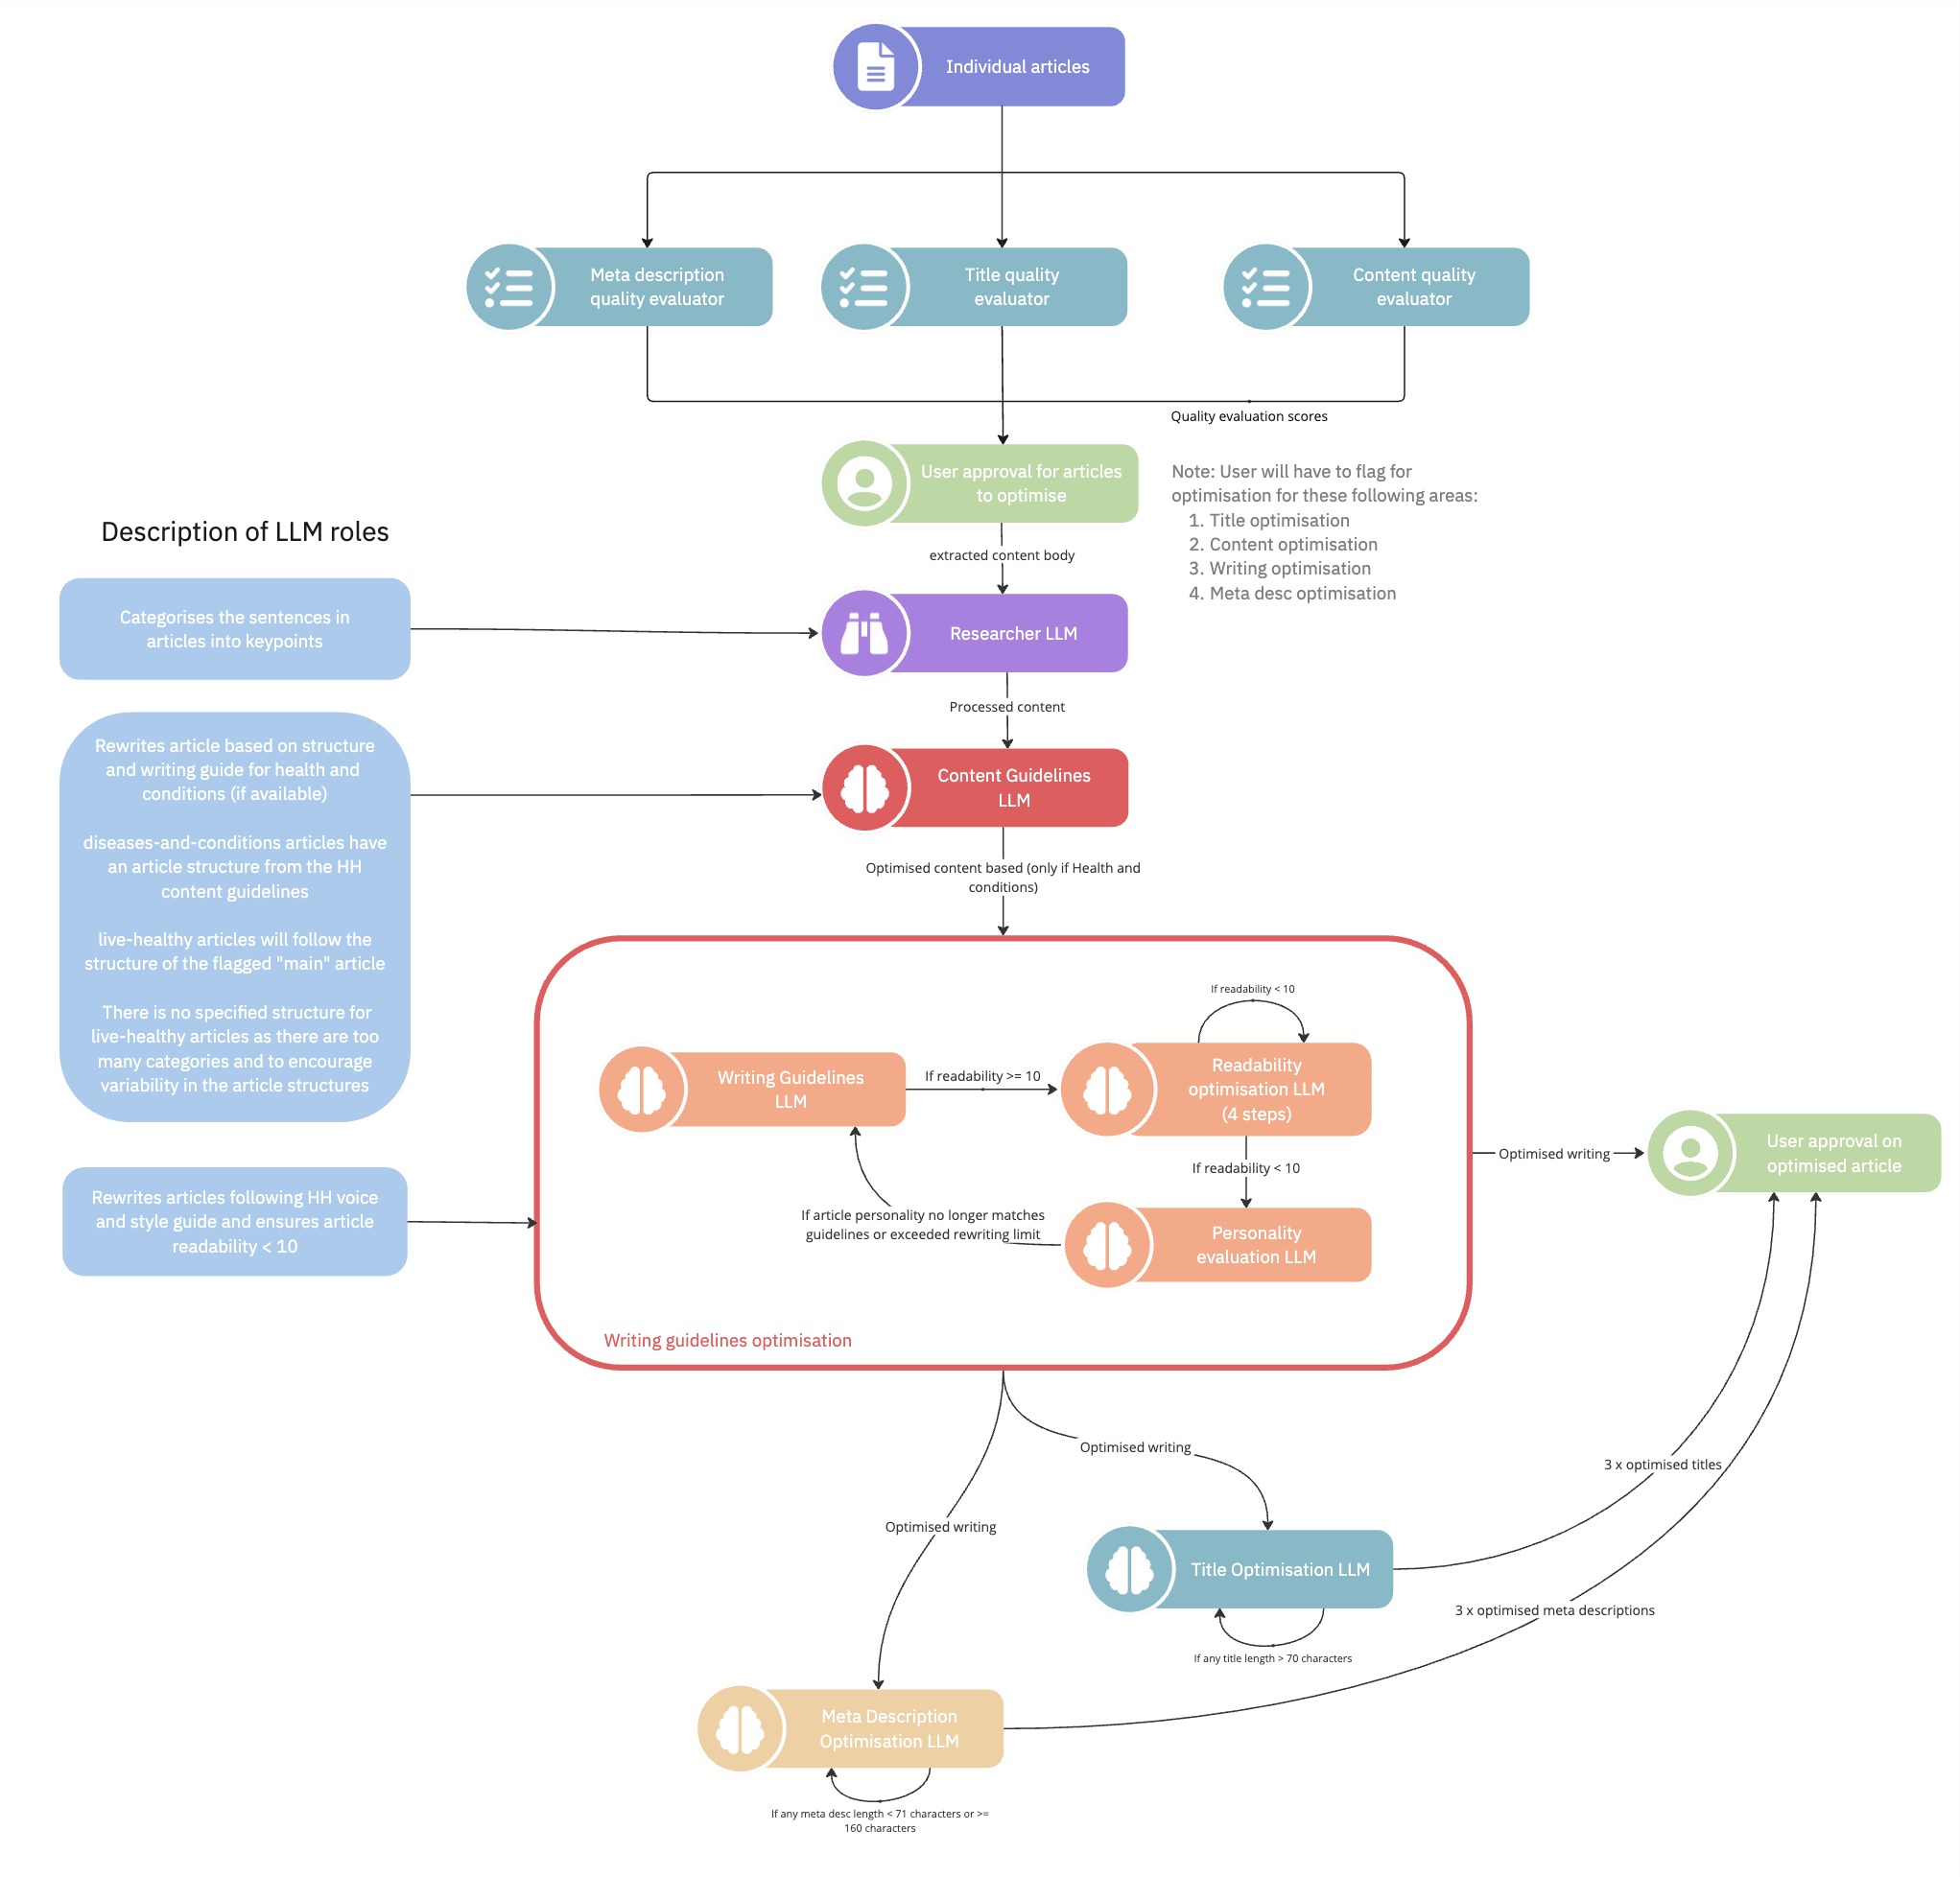 Individual articles
Meta description
quality evaluator
Title quality
evaluator
Content quality
evaluator
Quality evaluation scores
User approval for articles
to optimise
Note: User will have to flag for
optimisation for these following areas:
1. Title optimisation
2. Content optimisation
3. Writing optimisation
4. Meta desc optimisation
extracted content body
Description of LLM roles
Categorises the sentences in
articles into keypoints
Researcher LLM
Processed content
Rewrites article based on structure
and writing guide for health and
conditions (if available)
diseases-and-conditions articles have
an article structure from the HH
content guidelines
live-healthy articles will follow the
structure of the flagged "main" article
There is no specified structure for
live-healthy articles as there are too
many categories and to encourage
variability in the article structures
Content Guidelines
LLM
Optimised content based (only if Health and
conditions)
Rewrites articles following HH voice
and style guide and ensures article
readability < 10
If readability < 10
Writing Guidelines
LLM
If readability >= 10
Readability
optimisation LLM
(4 steps)
If readability < 10
If article personality no longer matches
guidelines or exceeded rewriting limit
Personality
evaluation LLM
Writing guidelines optimisation
Optimised writing
User approval on
optimised article
Optimised writing
Optimised writing
3 x optimised titles
Title Optimisation LLM
If any title length > 70 characters
3 x optimised meta descriptions
Meta Description
Optimisation LLM
If any meta desc length < 71 characters or >=
160 characters